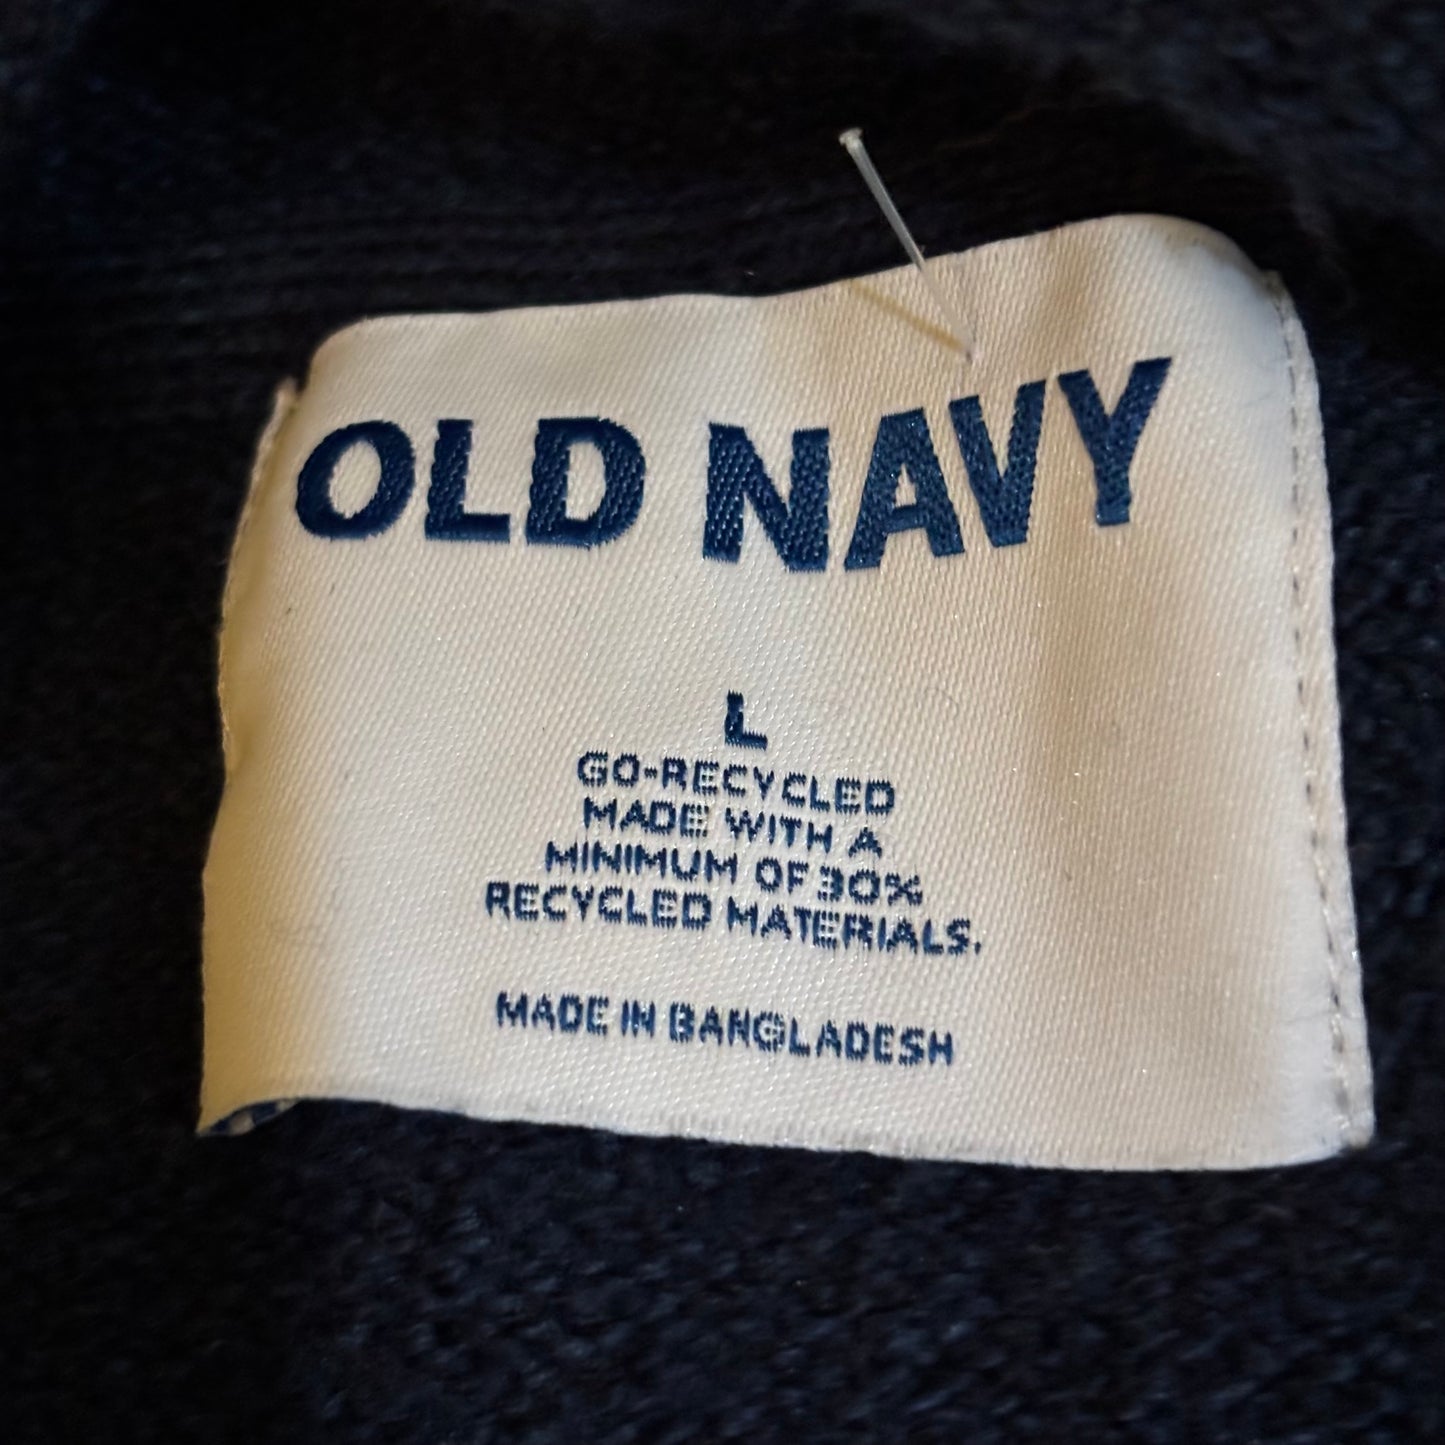 OLD NAVY
L
GO-RECYCLED
MADE WITH A
MINIMUM OF 30%
RECYCLED MATERIALS.
MADE IN BANGLADESH